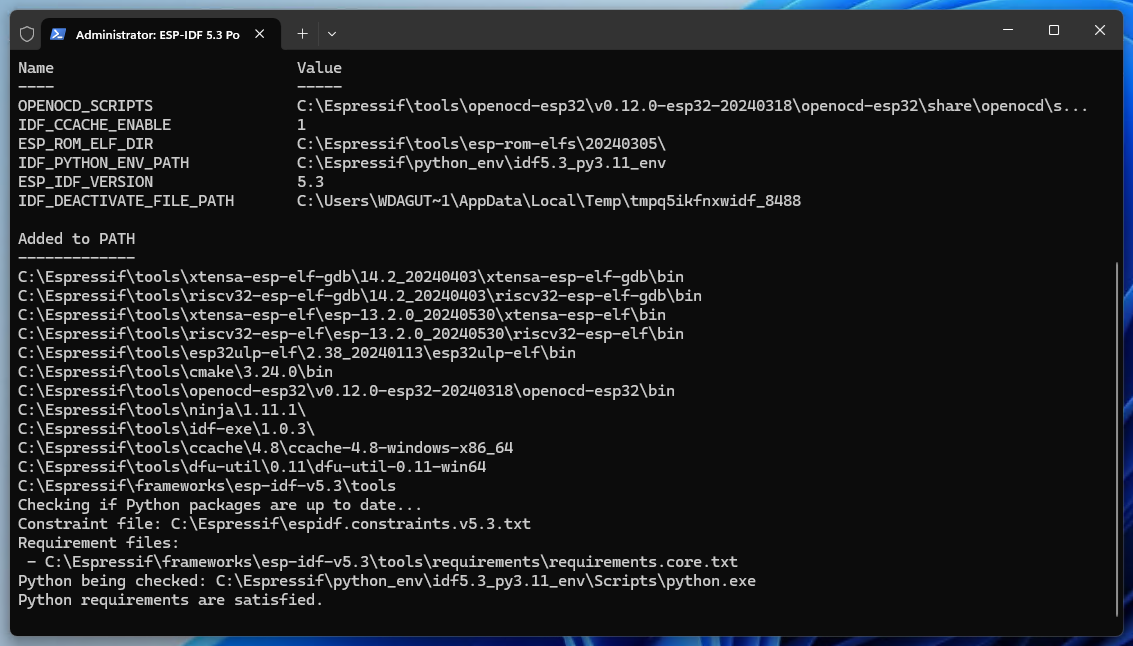 Administrator: ESP-IDF 5.3 Po
Name Value
---- -----
OPENOCD_SCRIPTS C:\Espressif\tools\openocd-esp32\v0.12.0-esp32-20240318\openocd-esp32\share\openocd\s...
IDF_CCACHE_ENABLE 1
ESP_ROM_ELF_DIR C:\Espressif\tools\esp-rom-elfs\20240305\
IDF_PYTHON_ENV_PATH C:\Espressif\python_env\idf5.3_py3.11_env
ESP_IDF_VERSION 5.3
IDF_DEACTIVATE_FILE_PATH C:\Users\WDAGUT~1\AppData\Local\Temp\tmpq5ikfnxwidf_8488
Added to PATH
-------------
C:\Espressif\tools\xtensa-esp-elf-gdb\14.2_20240403\xtensa-esp-elf-gdb\bin
C:\Espressif\tools\riscv32-esp-elf-gdb\14.2_20240403\riscv32-esp-elf-gdb\bin
C:\Espressif\tools\xtensa-esp-elf\esp-13.2.0_20240530\xtensa-esp-elf\bin
C:\Espressif\tools\riscv32-esp-elf\esp-13.2.0_20240530\riscv32-esp-elf\bin
C:\Espressif\tools\esp32ulp-elf\2.38_20240113\esp32ulp-elf\bin
C:\Espressif\tools\cmake\3.24.0\bin
C:\Espressif\tools\openocd-esp32\v0.12.0-esp32-20240318\openocd-esp32\bin
C:\Espressif\tools\ninja\1.11.1\
C:\Espressif\tools\idf-exe\1.0.3\
C:\Espressif\tools\ccache\4.8\ccache-4.8-windows-x86_64
C:\Espressif\tools\dfu-util\0.11\dfu-util-0.11-win64
C:\Espressif\frameworks\esp-idf-v5.3\tools
Checking if Python packages are up to date...
Constraint file: C:\Espressif\espidf.constraints.v5.3.txt
Requirement files:
 - C:\Espressif\frameworks\esp-idf-v5.3\tools\requirements\requirements.core.txt
Python being checked: C:\Espressif\python_env\idf5.3_py3.11_env\Scripts\python.exe
Python requirements are satisfied.